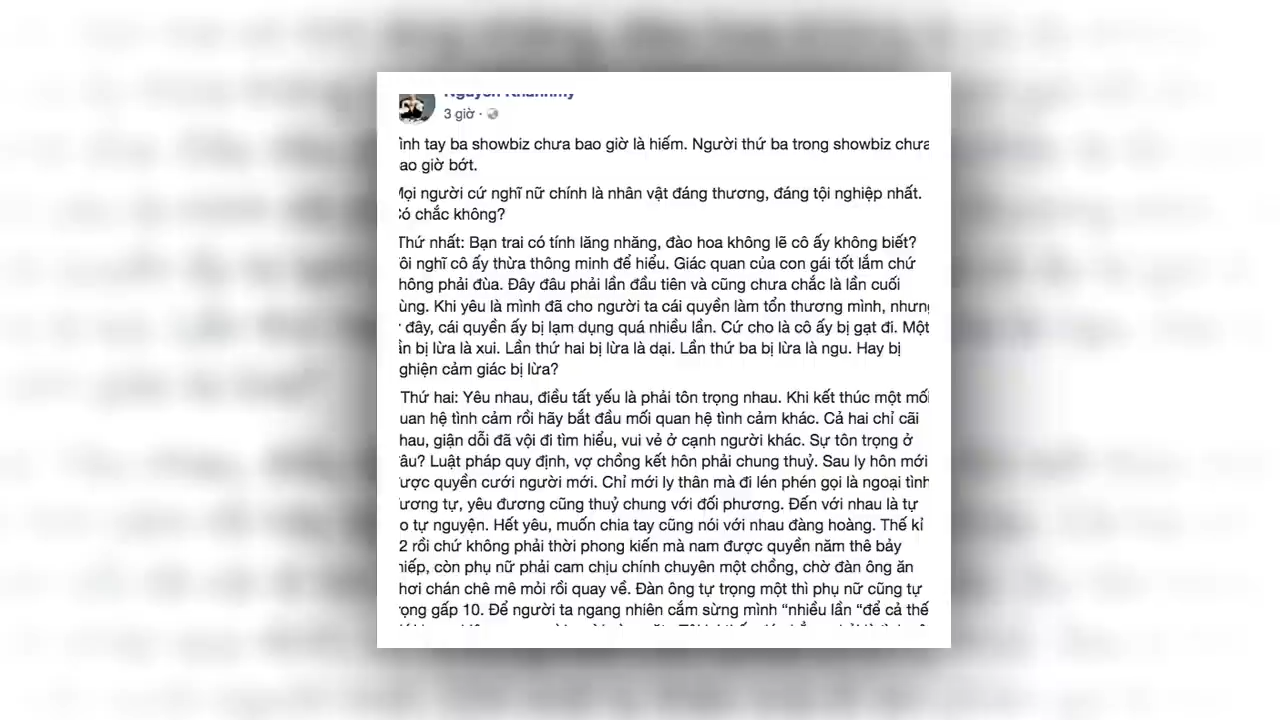 Nguyen Khanhmy
3 giờ ·
ình tay ba showbiz chưa bao giờ là hiếm. Người thứ ba trong showbiz chưa
ao giờ bớt.
Mọi người cứ nghĩ nữ chính là nhân vật đáng thương, đáng tội nghiệp nhất.
Có chắc không?
Thứ nhất: Bạn trai có tính lăng nhăng, đào hoa không lẽ cô ấy không biết?
ôi nghĩ cô ấy thừa thông minh để hiểu. Giác quan của con gái tốt lắm chứ
hông phải đùa. Đây đâu phải lần đầu tiên và cũng chưa chắc là lần cuối
ùng. Khi yêu là mình đã cho người ta cái quyền làm tổn thương mình, nhưng
đây, cái quyền ấy bị lạm dụng quá nhiều lần. Cứ cho là cô ấy bị gạt đi. Một
ần bị lừa là xui. Lần thứ hai bị lừa là dại. Lần thứ ba bị lừa là ngu. Hay bị
ghiện cảm giác bị lừa?
Thứ hai: Yêu nhau, điều tất yếu là phải tôn trọng nhau. Khi kết thúc một mối
uan hệ tình cảm rồi hãy bắt đầu mối quan hệ tình cảm khác. Cả hai chỉ cãi
hau, giận dỗi đã vội đi tìm hiểu, vui vẻ ở cạnh người khác. Sự tôn trọng ở
âu? Luật pháp quy định, vợ chồng kết hôn phải chung thuỷ. Sau ly hôn mới
ược quyền cưới người mới. Chỉ mới ly thân mà đi lén phén gọi là ngoại tình
ương tự, yêu đương cũng thuỷ chung với đối phương. Đến với nhau là tự
o tự nguyện. Hết yêu, muốn chia tay cũng nói với nhau đàng hoàng. Thế kỉ
2 rồi chứ không phải thời phong kiến mà nam được quyền năm thê bảy
hiếp, còn phụ nữ phải cam chịu chính chuyên một chồng, chờ đàn ông ăn
hơi chán chê mê mỏi rồi quay về. Đàn ông tự trọng một thì phụ nữ cũng tự
rọng gấp 10. Để người ta ngang nhiên cắm sừng mình “nhiều lần “để cả thế